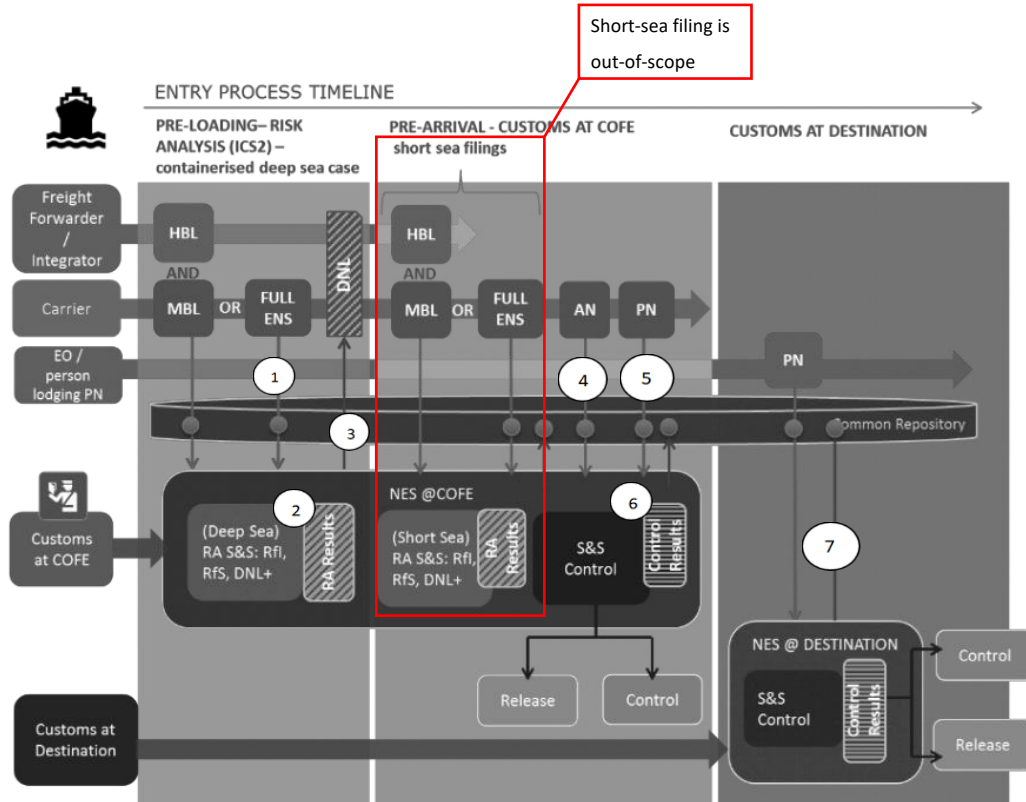 Short-sea filing is
out-of-scope
ENTRY PROCESS TIMELINE
PRE-LOADING– RISK
ANALYSIS (ICS2) –
containerised deep sea case
PRE-ARRIVAL - CUSTOMS AT COFE
short sea filings
CUSTOMS AT DESTINATION
Freight
Forwarder
/
Integrator
HBL
AND
DNL
HBL
AND
Carrier
MBL
OR
FULL
ENS
MBL
OR
FULL
ENS
AN
PN
EO /
person
lodging PN
1
4
5
PN
3
Common Repository
Customs
at COFE
2
NES @COFE
6
(Deep Sea)
RA S&S: RfI,
RfS, DNL+
RA Results
(Short Sea)
RA S&S: RfI,
RfS, DNL+
RA
Results
S&S
Control
Control
Results
7
Release
Control
NES @ DESTINATION
S&S
Control
Control
Results
Control
Release
Customs at
Destination